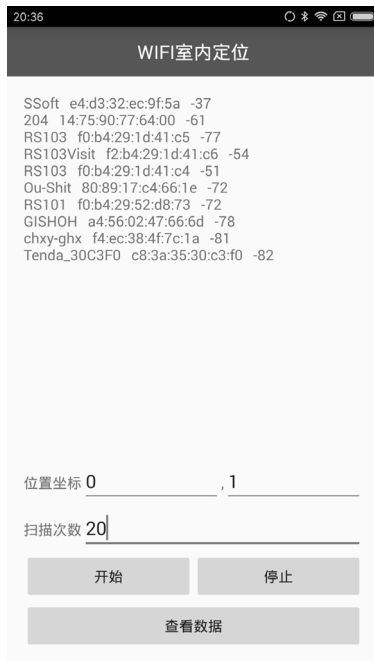 20:36
WIFI室内定位
SSoft e4:d3:32:ec:9f:5a -37
204 14:75:90:77:64:00 -61
RS103 f0:b4:29:1d:41:c5 -77
RS103Visit f2:b4:29:1d:41:c6 -54
RS103 f0:b4:29:1d:41:c4 -51
Ou-Shit 80:89:17:c4:66:1e -72
RS101 f0:b4:29:52:d8:73 -72
GISHOH a4:56:02:47:66:6d -78
chxy-ghx f4:ec:38:4f:7c:1a -81
Tenda_30C3F0 c8:3a:35:30:c3:f0 -82
位置坐标 0 , 1
扫描次数 20
开始 停止
查看数据